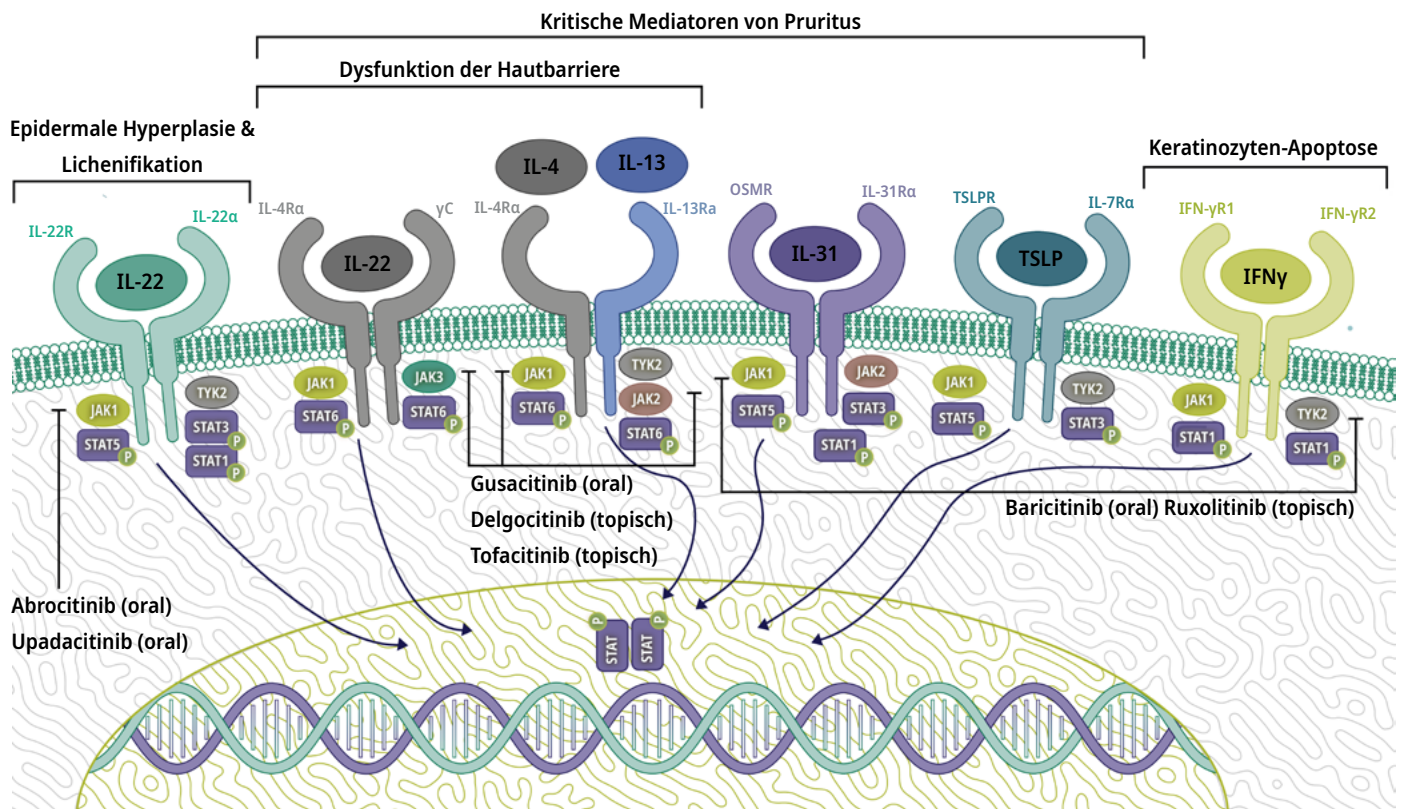 Kritische Mediatoren von Pruritus
Dysfunktion der Hautbarriere
Epidermale Hyperplasie &
Lichenifikation
Keratinozyten-Apoptose
IL-22R
IL-22α
IL-22
IL-4Rα
γC
IL-22
IL-4
IL-13
IL-4Rα
IL-13Ra
OSMR
IL-31Rα
IL-31
TSLPR
IL-7Rα
TSLP
IFN-γR1
IFN-γR2
IFNγ
JAK1
STAT5
P
TYK2
STAT3
P
STAT1
P
JAK1
STAT6
P
JAK3
STAT6
P
JAK1
STAT6
P
TYK2
JAK2
STAT6
P
JAK1
STAT5
P
JAK2
STAT3
P
STAT1
P
JAK1
STAT5
P
TYK2
STAT3
P
JAK1
STAT1
P
TYK2
STAT1
P
Gusacitinib (oral)
Delgocitinib (topisch)
Tofacitinib (topisch)
Baricitinib (oral) Ruxolitinib (topisch)
Abrocitinib (oral)
Upadacitinib (oral)
P
STAT
P
STAT